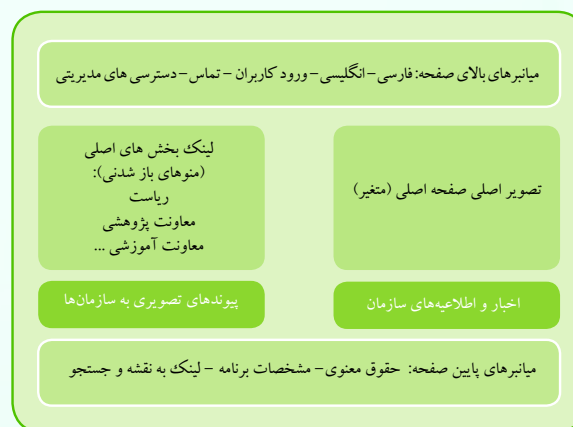 میانبرهای بالای صفحه: فارسی – انگلیسی – ورود کاربران – تماس – دسترسی های مدیریتی
تصویر اصلی صفحه اصلی (متغیر)
لینک بخش های اصلی
(منوهای باز شدنی):
ریاست
معاونت پژوهشی
معاونت آموزشی ...
اخبار و اطلاعیه‌های سازمان
پیوندهای تصویری به سازمان‌ها
میانبرهای پایین صفحه: حقوق معنوی – مشخصات برنامه – لینک به نقشه و جستجو